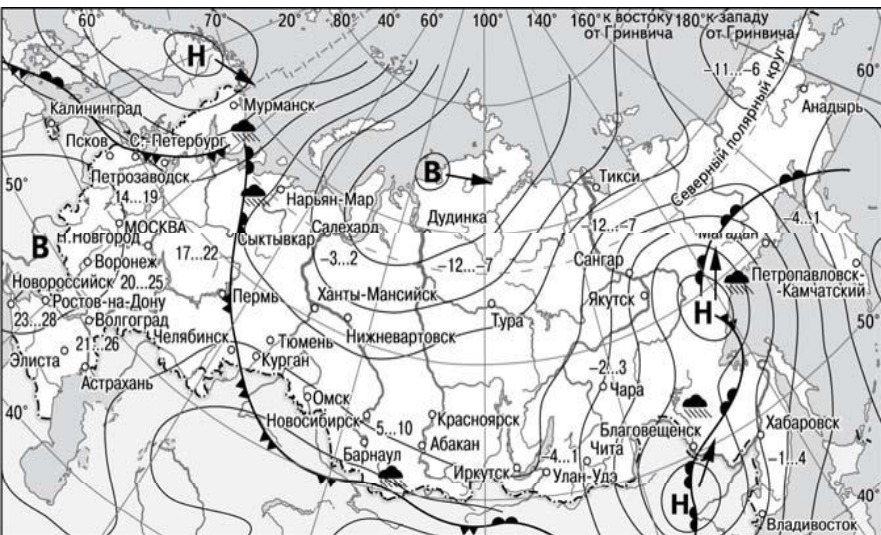 60° 70° 20° 80° 40° 60° 80° 100° 140° 160° к востоку 180° к западу
от Гринвича от Гринвича
Н
60°
–11...–6
Анадырь
Мурманск
Калининград
Северный полярный круг
Псков С.-Петербург
В
Тикси
50°
Петрозаводск
Нарьян-Мар
14...19
Дудинка
–12...–7
–4...1
МОСКВА
Салехард
Магадан
В
Н.Новгород
Сыктывкар
17...22
–3...2
–12...–7
Сангар
Воронеж
Петропавловск-
Камчатский
Новороссийск 20...25
Ростов-на-Дону
Пермь
Ханты-Мансийск
Якутск
Н
23...28
Волгоград
Тура
50°
Челябинск
Тюмень
Нижневартовск
21...26
Элиста
Курган
–2...3
Астрахань
Чара
40°
Омск
Хабаровск
Новосибирск
5...10
Красноярск
Благовещенск
Барнаул
Абакан
Чита
–4...1
–1...4
Иркутск
Улан-Удэ
Н
40°
Владивосток